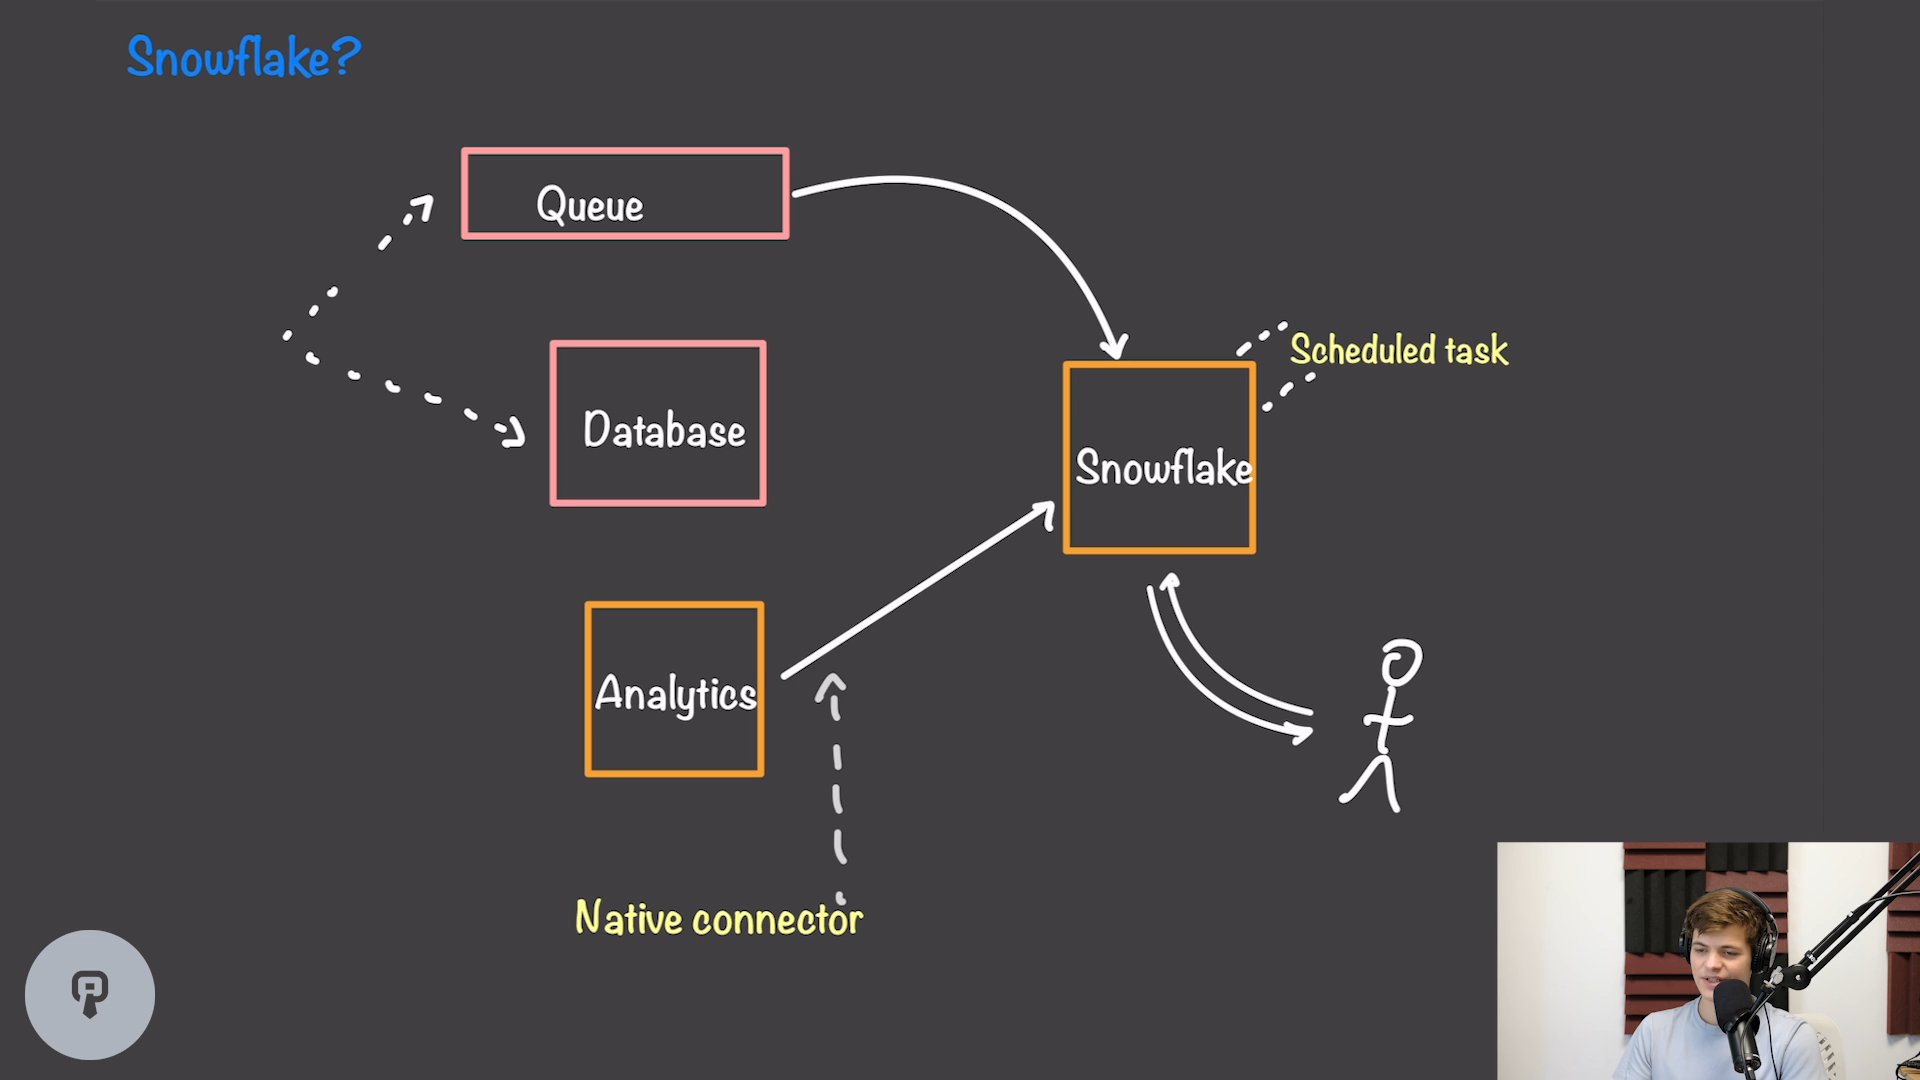 Snowflake?
Queue
Scheduled task
Database
Snowflake
Analytics
Native connector